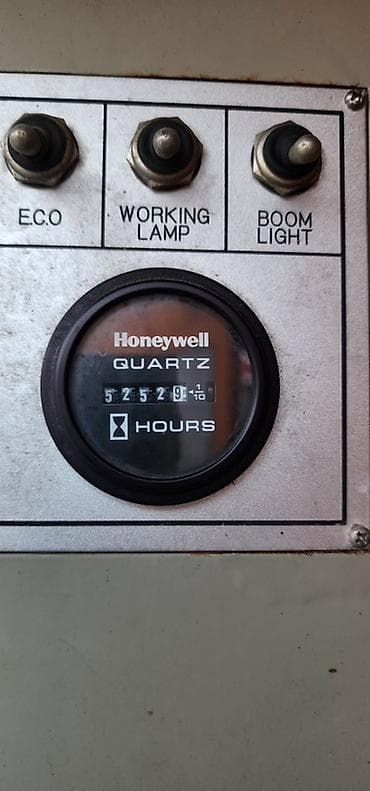 E.C.O
WORKING
LAMP
BOOM
LIGHT
Honeywell
QUARTZ
5 2 5 2 9 1/10
HOURS